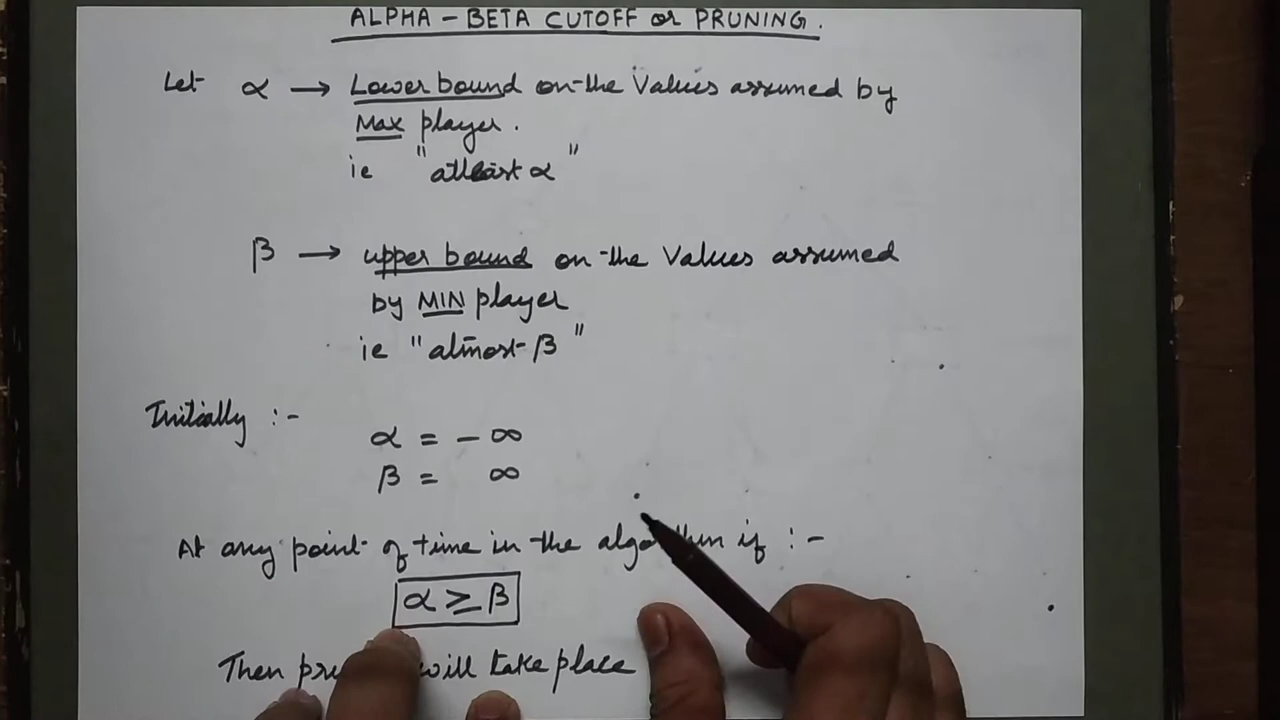 ALPHA - BETA CUTOFF or PRUNING.
Let α → Lower bound on the Values assumed by
Max player.
ie "atleast α"
β → upper bound on the Values assumed
by MIN player
ie "atmost β"
Initially :-
α = - ∞
β = ∞
At any point of time in the if :-
α ≥ β
Then will take place